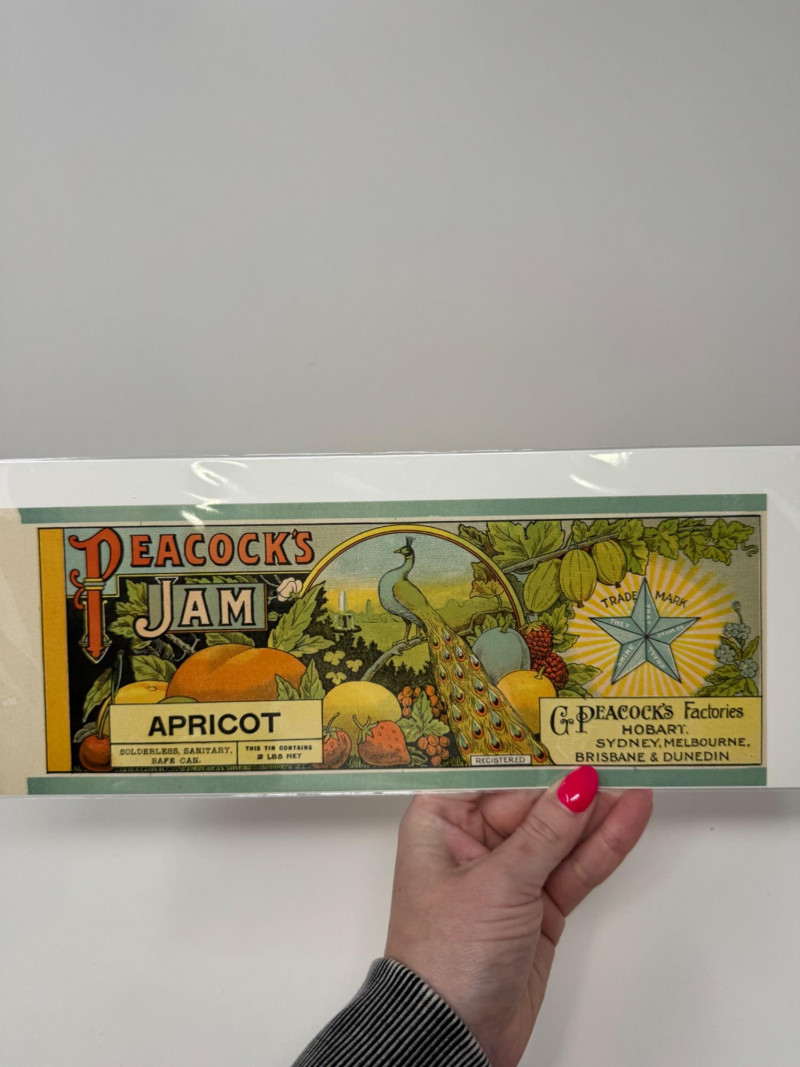 PEACOCK'S
JAM
APRICOT
SOLDERLESS, SANITARY,
SAFE CAN.
THIS TIN CONTAINS
2 LBS NET
REGISTERED
TRADE MARK
G. PEACOCK'S Factories
HOBART.
SYDNEY, MELBOURNE,
BRISBANE & DUNEDIN